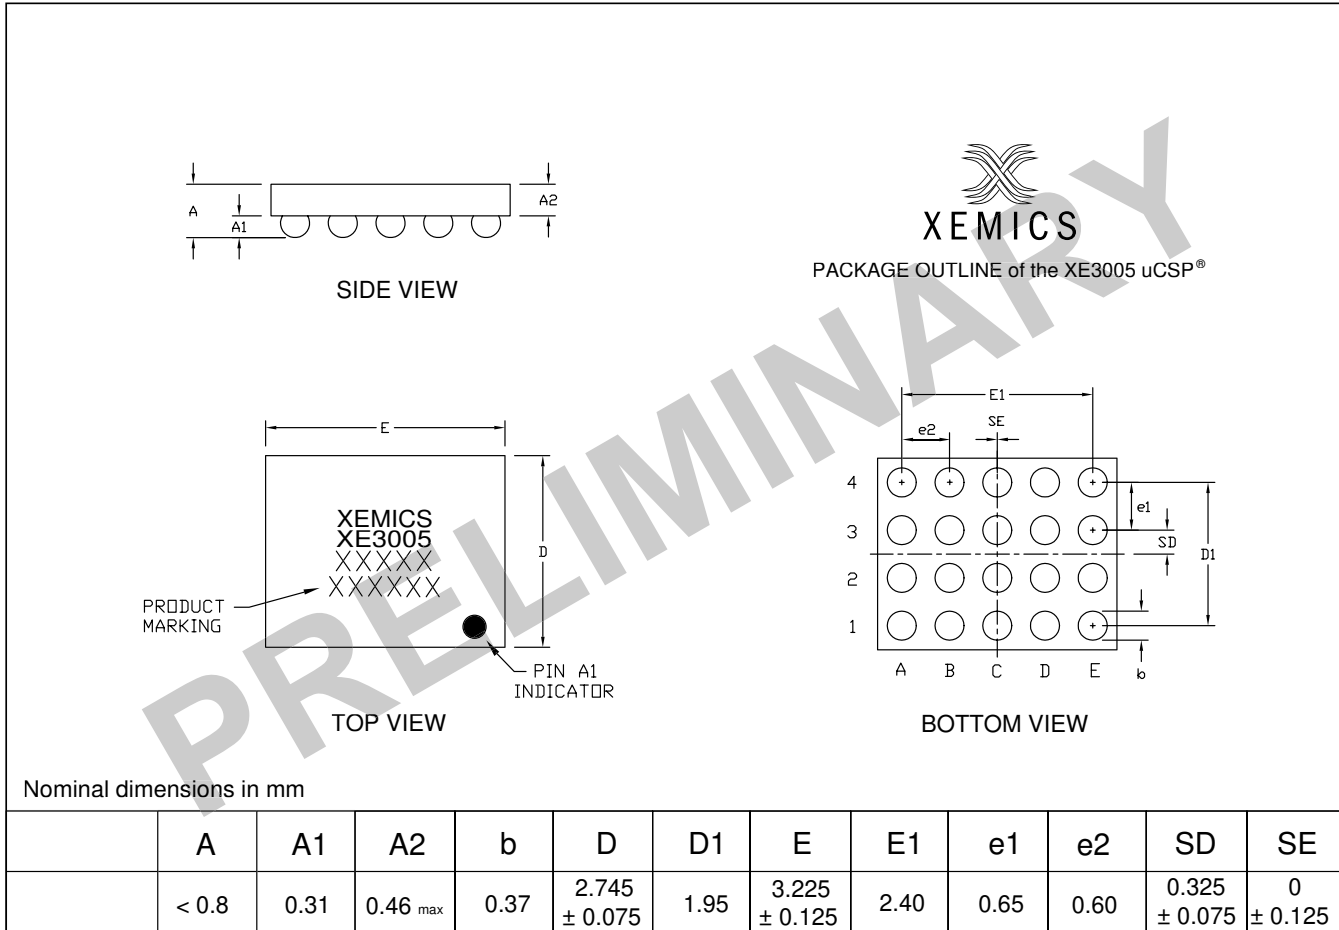 A
A1
A2
SIDE VIEW
XEMICS
PACKAGE OUTLINE of the XE3005 uCSP®
PRELIMINARY
E
D
XEMICS
XE3005
XXXXX
XXXXXX
PRODUCT
MARKING
PIN A1
INDICATOR
TOP VIEW
E1
SE
e2
4
3
2
1
e1
SD
D1
A B C D E b
BOTTOM VIEW
Nominal dimensions in mm
A A1 A2 b D D1 E E1 e1 e2 SD SE
< 0.8 0.31 0.46 max 0.37 2.745 ± 0.075 1.95 3.225 ± 0.125 2.40 0.65 0.60 0.325 ± 0.075 0 ± 0.125